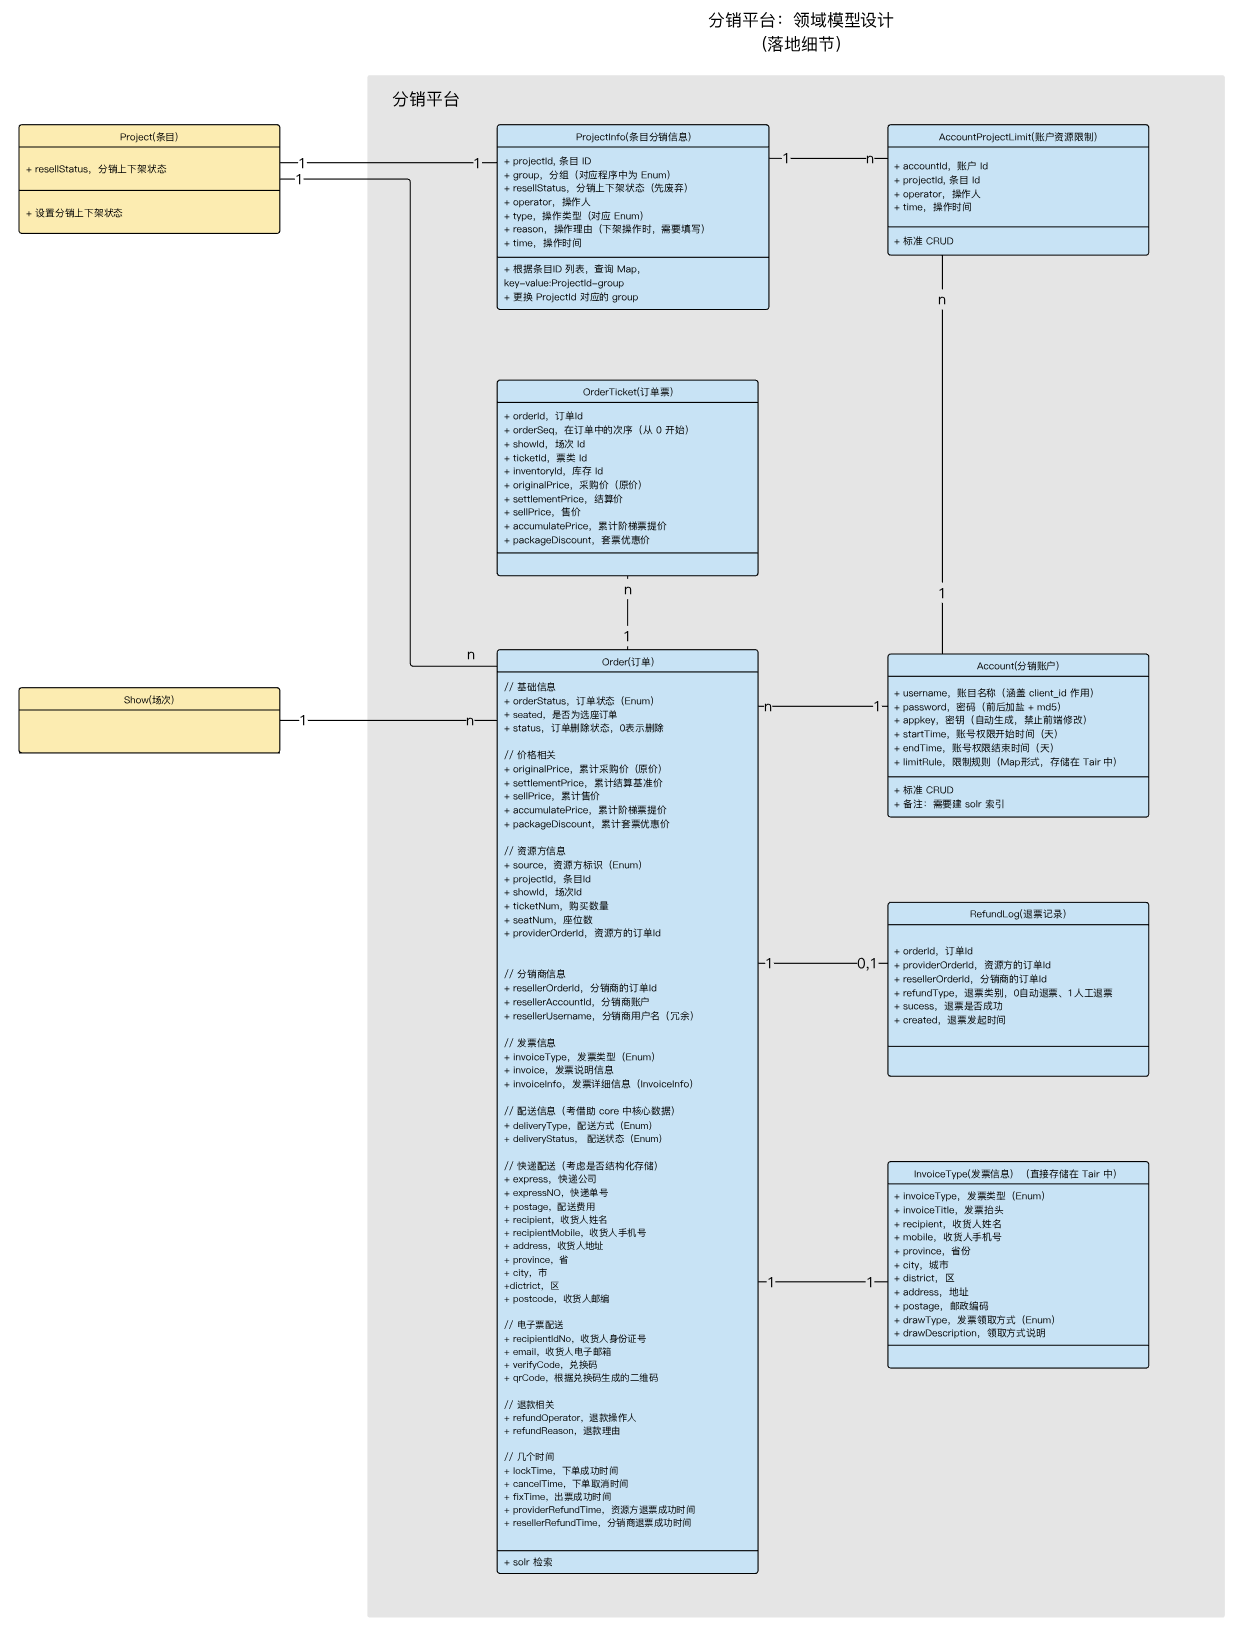 分销平台：领域模型设计
(落地细节)
分销平台
Project(条目)
+ resellStatus，分销上下架状态
+ 设置分销上下架状态
1
1
1
ProjectInfo(条目分销信息)
+ projectId, 条目 ID
+ group，分组（对应程序中为 Enum）
+ resellStatus，分销上下架状态（先废弃）
+ operator，操作人
+ type，操作类型（对应 Enum）
+ reason，操作理由（下架操作时，需要填写）
+ time，操作时间
+ 根据条目ID 列表，查询 Map，
key-value:ProjectId-group
+ 更换 ProjectId 对应的 group
1
n
AccountProjectLimit(账户资源限制)
+ accountId，账户 Id
+ projectId, 条目 Id
+ operator，操作人
+ time，操作时间
+ 标准 CRUD
n
1
OrderTicket(订单票)
+ orderId，订单Id
+ orderSeq，在订单中的次序（从 0 开始）
+ showId，场次 Id
+ ticketId，票类 Id
+ inventoryId，库存 Id
+ originalPrice，采购价（原价）
+ settlementPrice，结算价
+ sellPrice，售价
+ accumulatePrice，累计阶梯票提价
+ packageDiscount，套票优惠价
n
1
n
Show(场次)
1
n
Order(订单)
// 基础信息
+ orderStatus，订单状态（Enum）
+ seated，是否为选座订单
+ status，订单删除状态，0表示删除
// 价格相关
+ originalPrice，累计采购价（原价）
+ settlementPrice，累计结算基准价
+ sellPrice，累计售价
+ accumulatePrice，累计阶梯票提价
+ packageDiscount，累计套票优惠价
// 资源方信息
+ source，资源方标识（Enum）
+ projectId，条目Id
+ showId，场次Id
+ ticketNum，购买数量
+ seatNum，座位数
+ providerOrderId，资源方的订单Id
// 分销商信息
+ resellerOrderId，分销商的订单Id
+ resellerAccountId，分销商账户
+ resellerUsername，分销商用户名（冗余）
// 发票信息
+ invoiceType，发票类型（Enum）
+ invoice，发票说明信息
+ invoiceInfo，发票详细信息（InvoiceInfo）
// 配送信息（考借助 core 中核心数据）
+ deliveryType，配送方式（Enum）
+ deliveryStatus， 配送状态（Enum）
// 快递配送（考虑是否结构化存储）
+ express，快递公司
+ expressNO，快递单号
+ postage，配送费用
+ recipient，收货人姓名
+ recipientMobile，收货人手机号
+ address，收货人地址
+ province，省
+ city，市
+dictrict，区
+ postcode，收货人邮编
// 电子票配送
+ recipientIdNo，收货人身份证号
+ email，收货人电子邮箱
+ verifyCode，兑换码
+ qrCode，根据兑换码生成的二维码
// 退款相关
+ refundOperator，退款操作人
+ refundReason，退款理由
// 几个时间
+ lockTime，下单成功时间
+ cancelTime，下单取消时间
+ fixTime，出票成功时间
+ providerRefundTime，资源方退票成功时间
+ resellerRefundTime，分销商退票成功时间
+ solr 检索
n
1
Account(分销账户)
+ username，账目名称（涵盖 client_id 作用）
+ password，密码（前后加盐 + md5）
+ appkey，密钥（自动生成，禁止前端修改）
+ startTime，账号权限开始时间（天）
+ endTime，账号权限结束时间（天）
+ limitRule，限制规则（Map形式，存储在 Tair 中）
+ 标准 CRUD
+ 备注：需要建 solr 索引
1
0,1
RefundLog(退票记录)
+ orderId，订单Id
+ providerOrderId，资源方的订单Id
+ resellerOrderId，分销商的订单Id
+ refundType，退票类别，0自动退票、1人工退票
+ sucess，退票是否成功
+ created，退票发起时间
1
1
InvoiceType(发票信息) （直接存储在 Tair 中）
+ invoiceType，发票类型（Enum）
+ invoiceTitle，发票抬头
+ recipient，收货人姓名
+ mobile，收货人手机号
+ province，省份
+ city，城市
+ district，区
+ address，地址
+ postage，邮政编码
+ drawType，发票领取方式（Enum）
+ drawDescription，领取方式说明